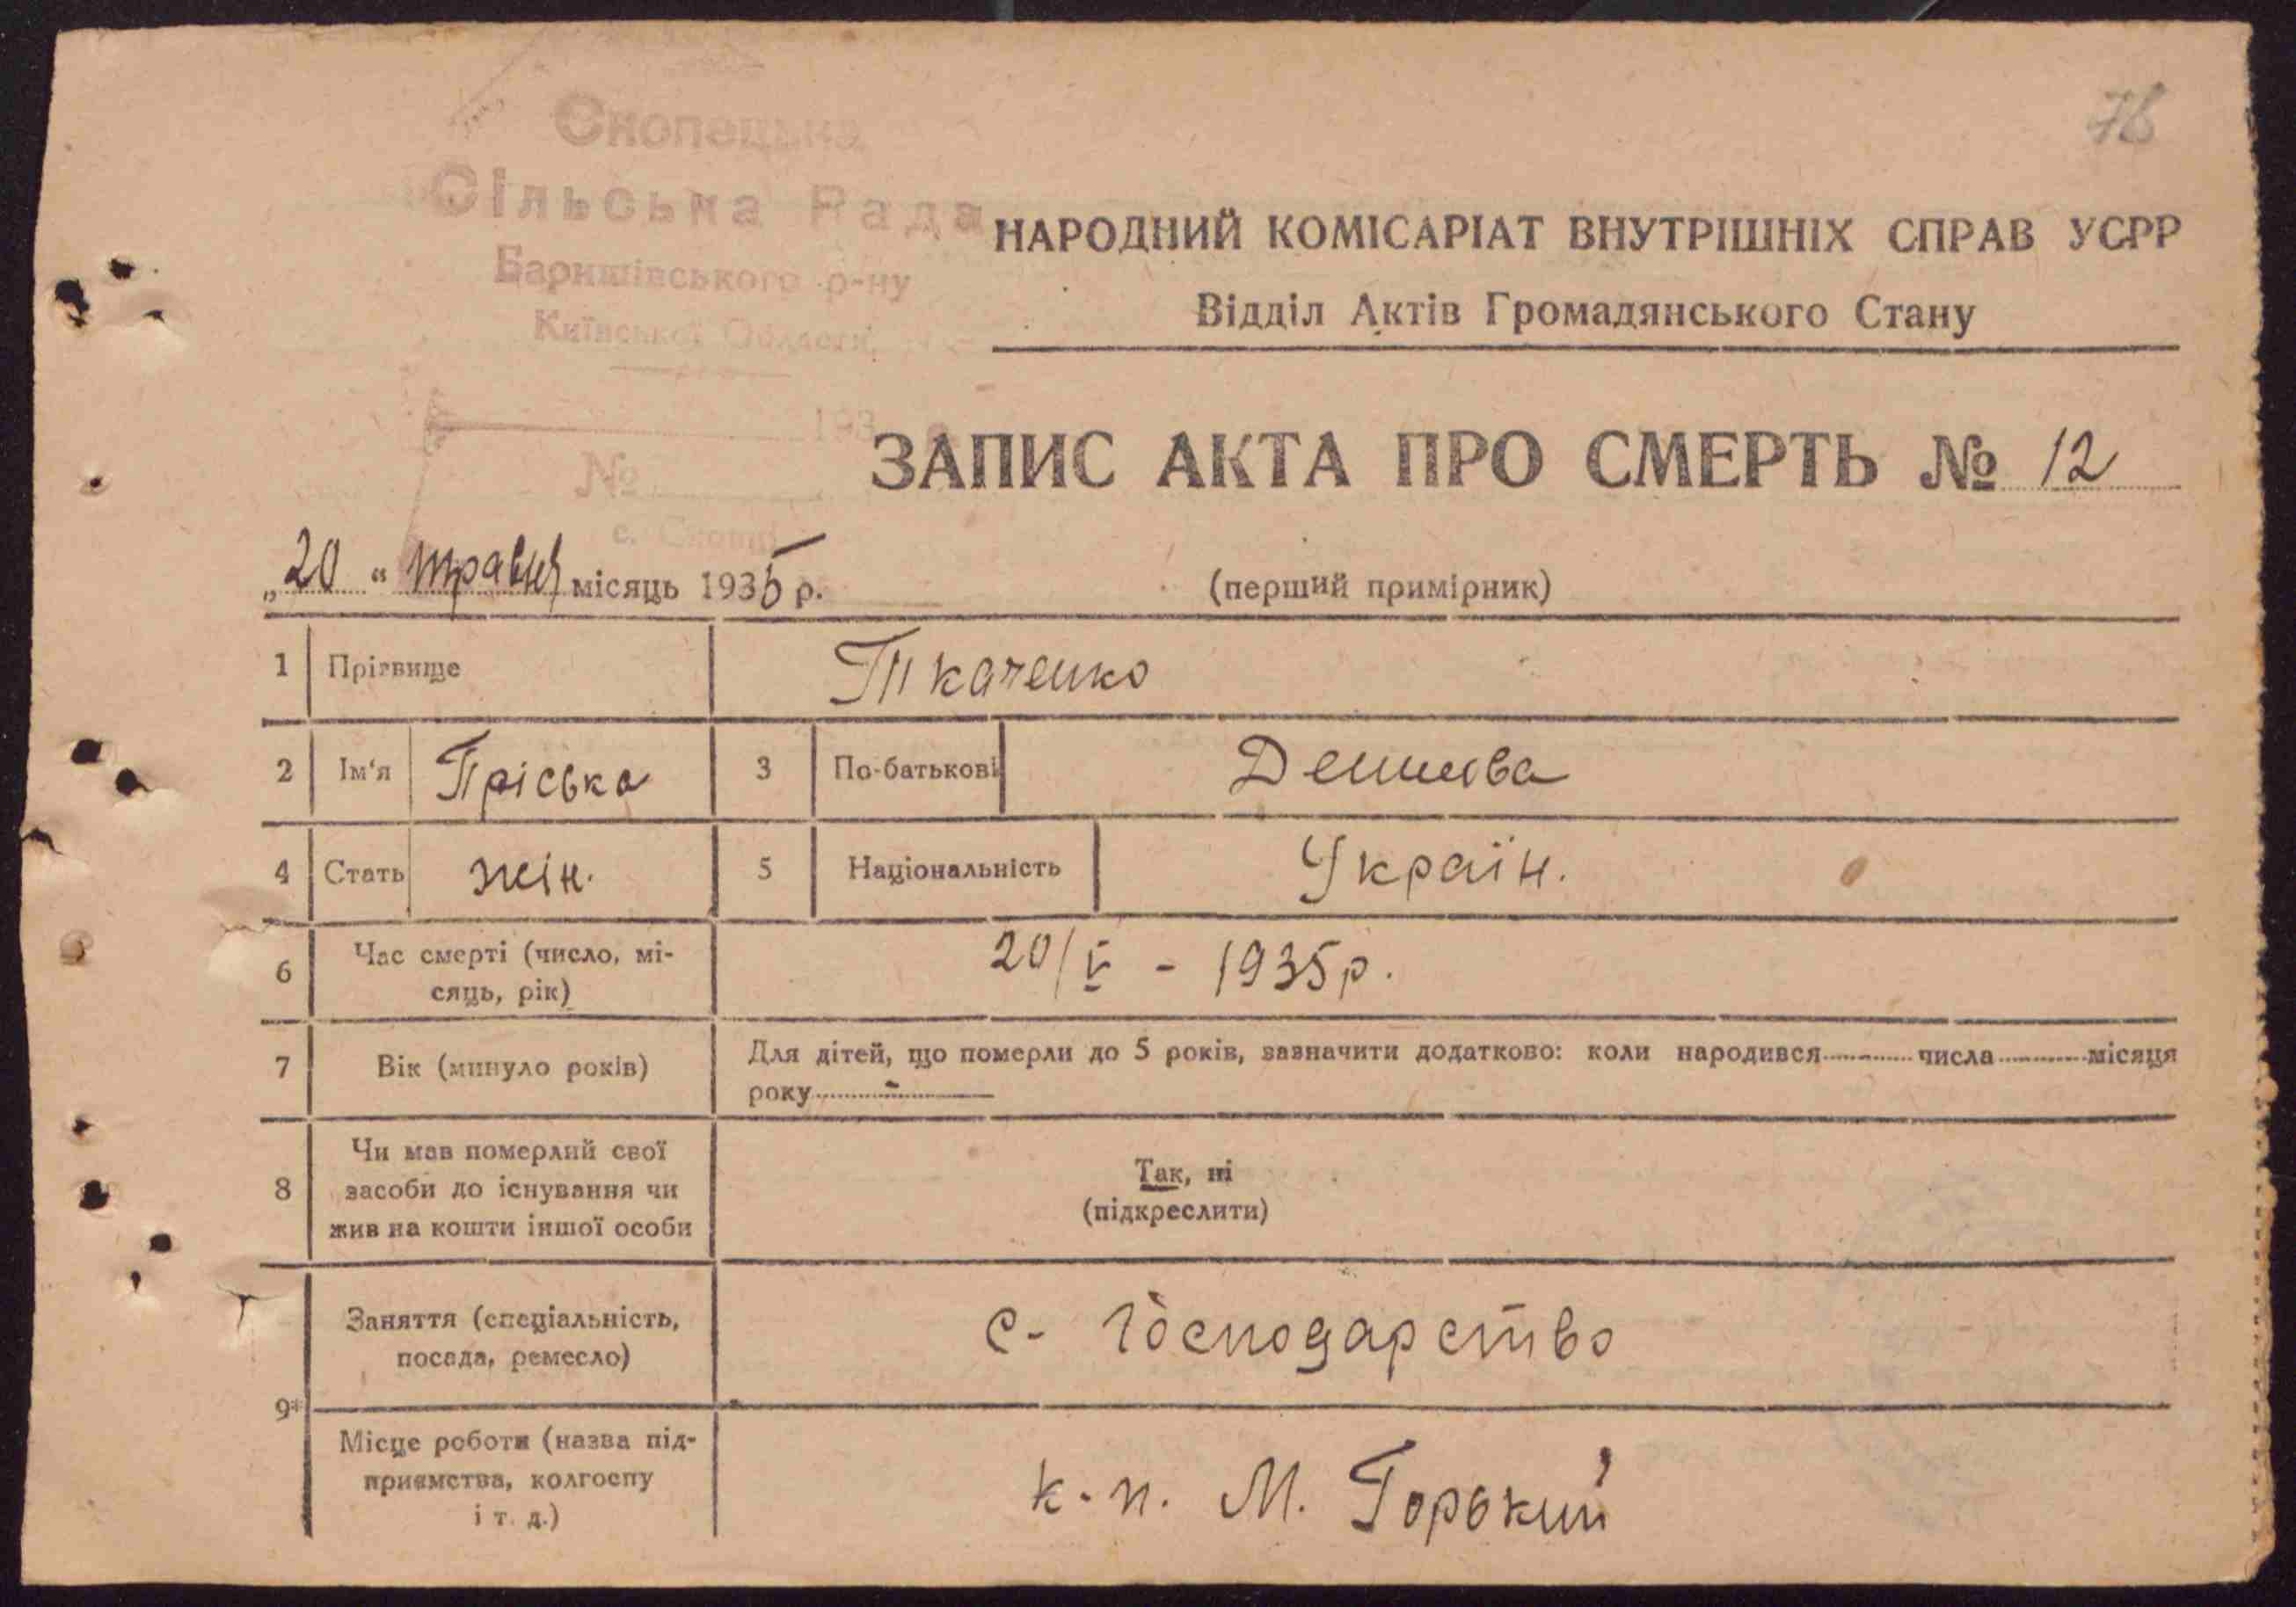 78
Скопецька
Сільська Рада
Баришівського р-ну
Київської Області
193
№
с. Скопці
НАРОДНИЙ КОМІСАРІАТ ВНУТРІШНІХ СПРАВ УСРР
Відділ Актів Громадянського Стану
ЗАПИС АКТА ПРО СМЕРТЬ № 12
„20“ травня місяць 1935 р.
(перший примірник)
1 Прізвище Ткаченко
2 Ім'я Пріська 3 По-батькові
4 Стать жін. 5 Національність Україн.
6 Час смерті (число, мі-
сяць, рік)
20/V - 1935 р.
7 Вік (минуло років)
Для дітей, що померли до 5 років, зазначити додатково: коли народився числа місяця
року -
8 Чи мав померлий свої
засоби до існування чи
жив на кошти іншої особи
Так, ні
(підкреслити)
9*
Заняття (спеціальність,
посада, ремесло)
с- Господарство
Місце роботи (назва під-
приємства, колгоспу
і т. д.)
к-п. М. Горький